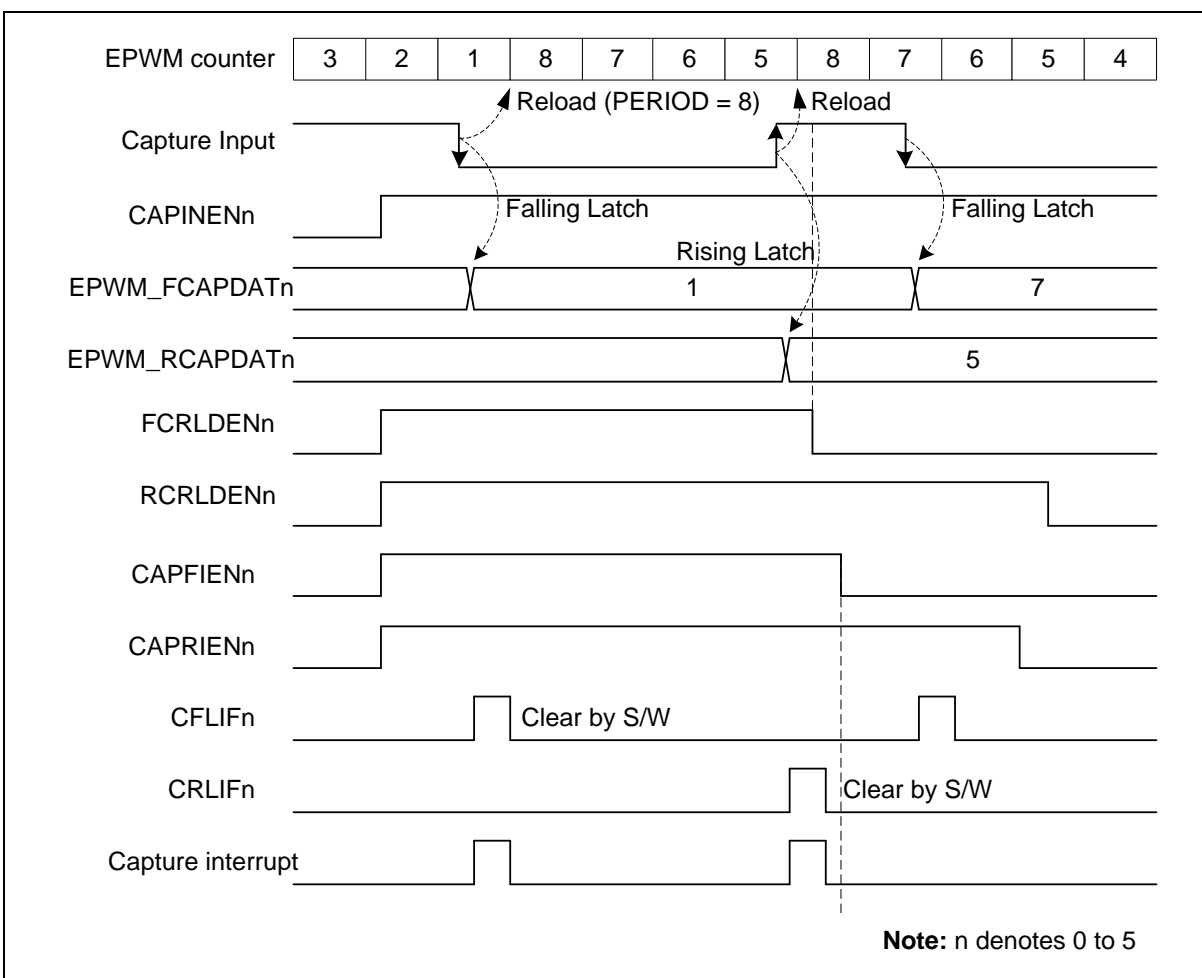 EPWM counter 3 2 1 8 7 6 5 8 7 6 5 4
Reload (PERIOD = 8) Reload
Capture Input
CAPINENn
Falling Latch Falling Latch
Rising Latch
EPWM_FCAPDATn 1 7
EPWM_RCAPDATn 5
FCRLDENn
RCRLDENn
CAPFIENn
CAPRIENn
CFLIFn Clear by S/W
CRLIFn Clear by S/W
Capture interrupt
Note: n denotes 0 to 5